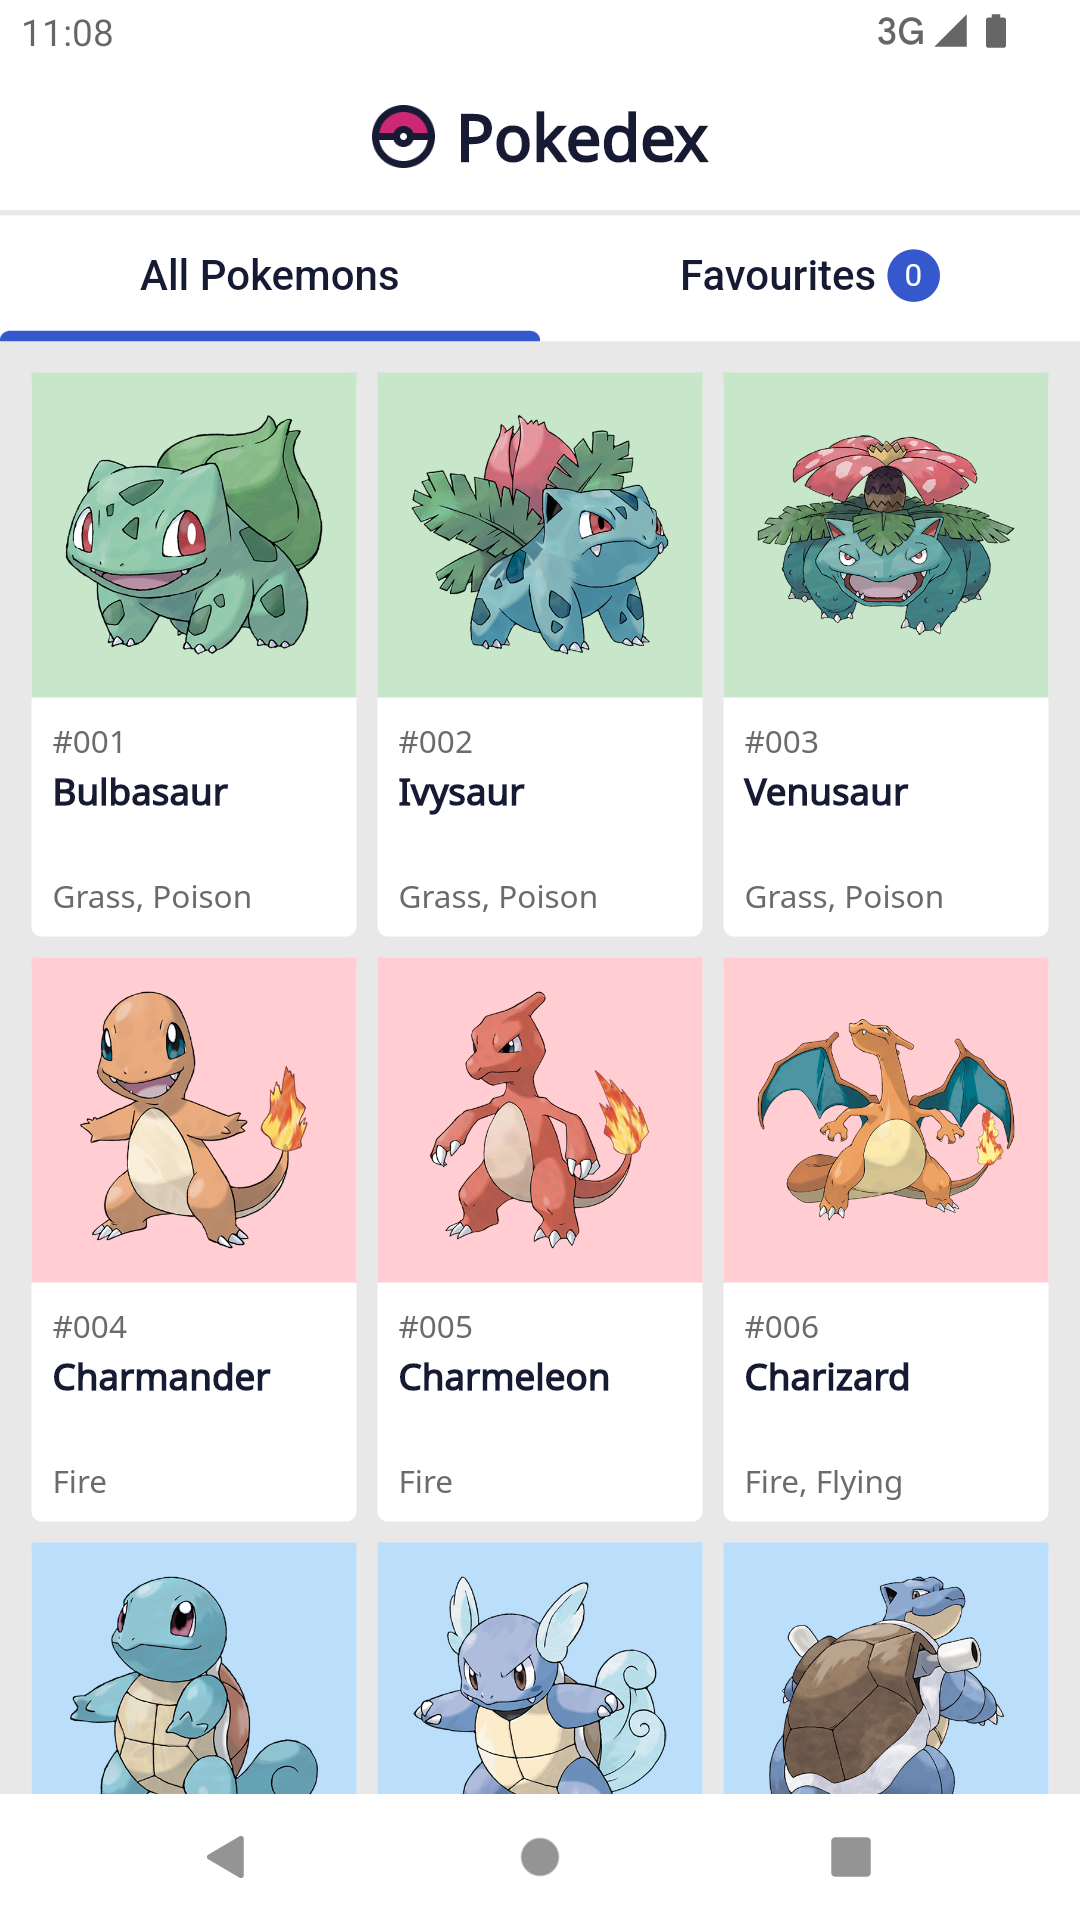 11:08
3G
Pokedex
All Pokemons
Favourites 0
#001
Bulbasaur
Grass, Poison
#002
Ivysaur
Grass, Poison
#003
Venusaur
Grass, Poison
#004
Charmander
Fire
#005
Charmeleon
Fire
#006
Charizard
Fire, Flying